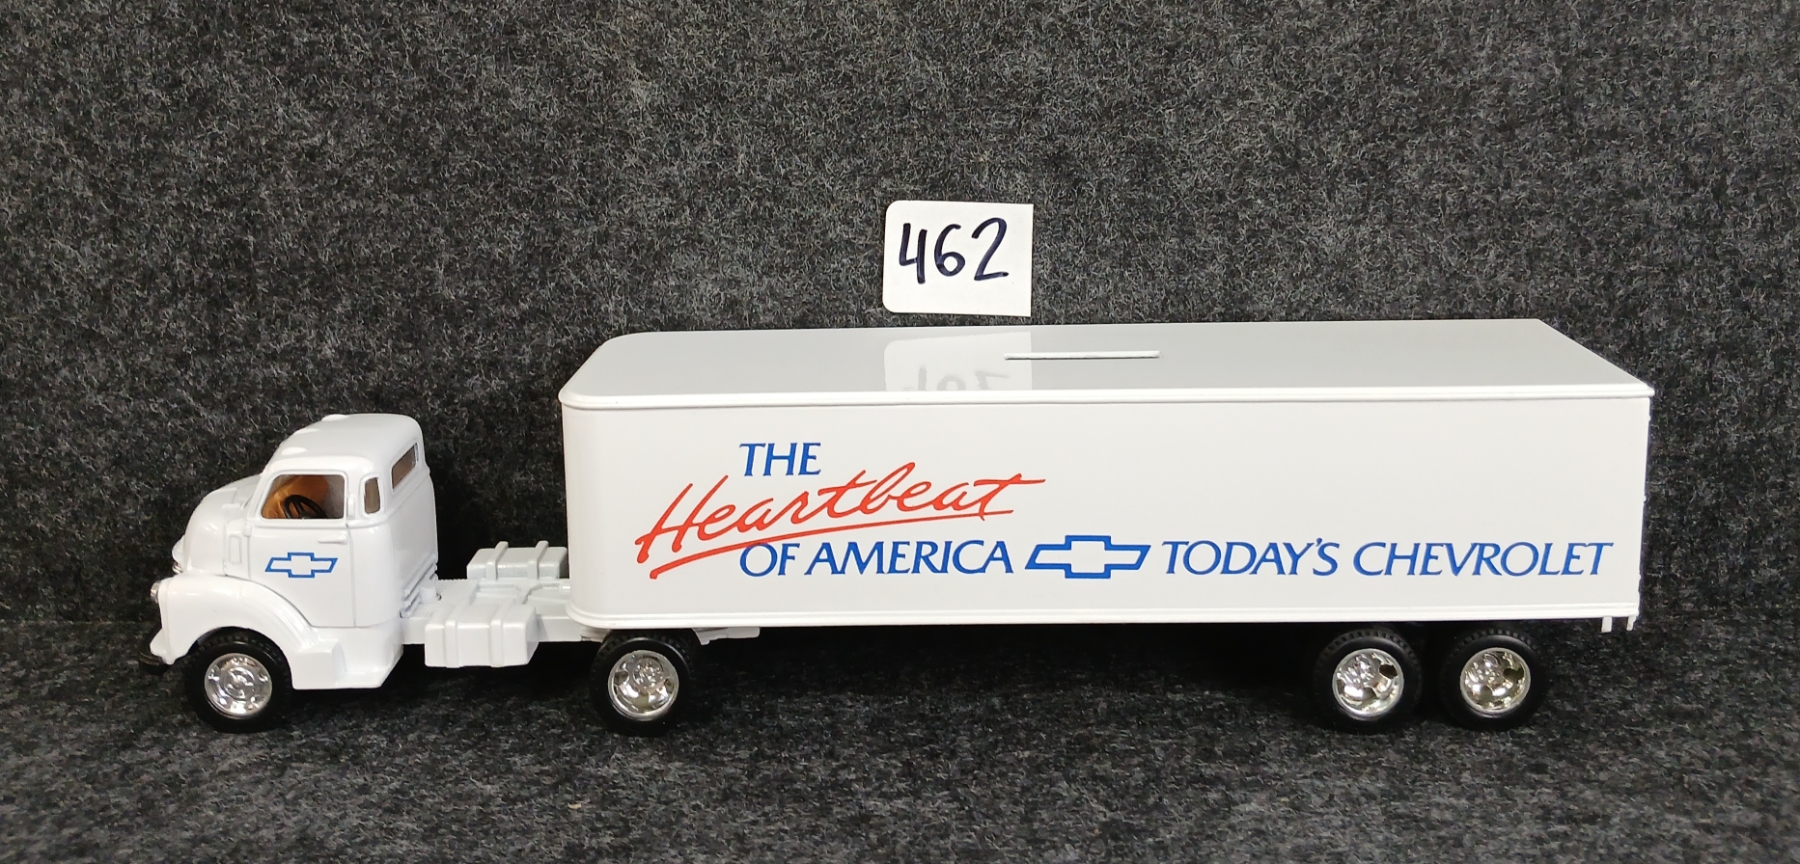 462
THE
Heartbeat
OF AMERICA TODAY'S CHEVROLET